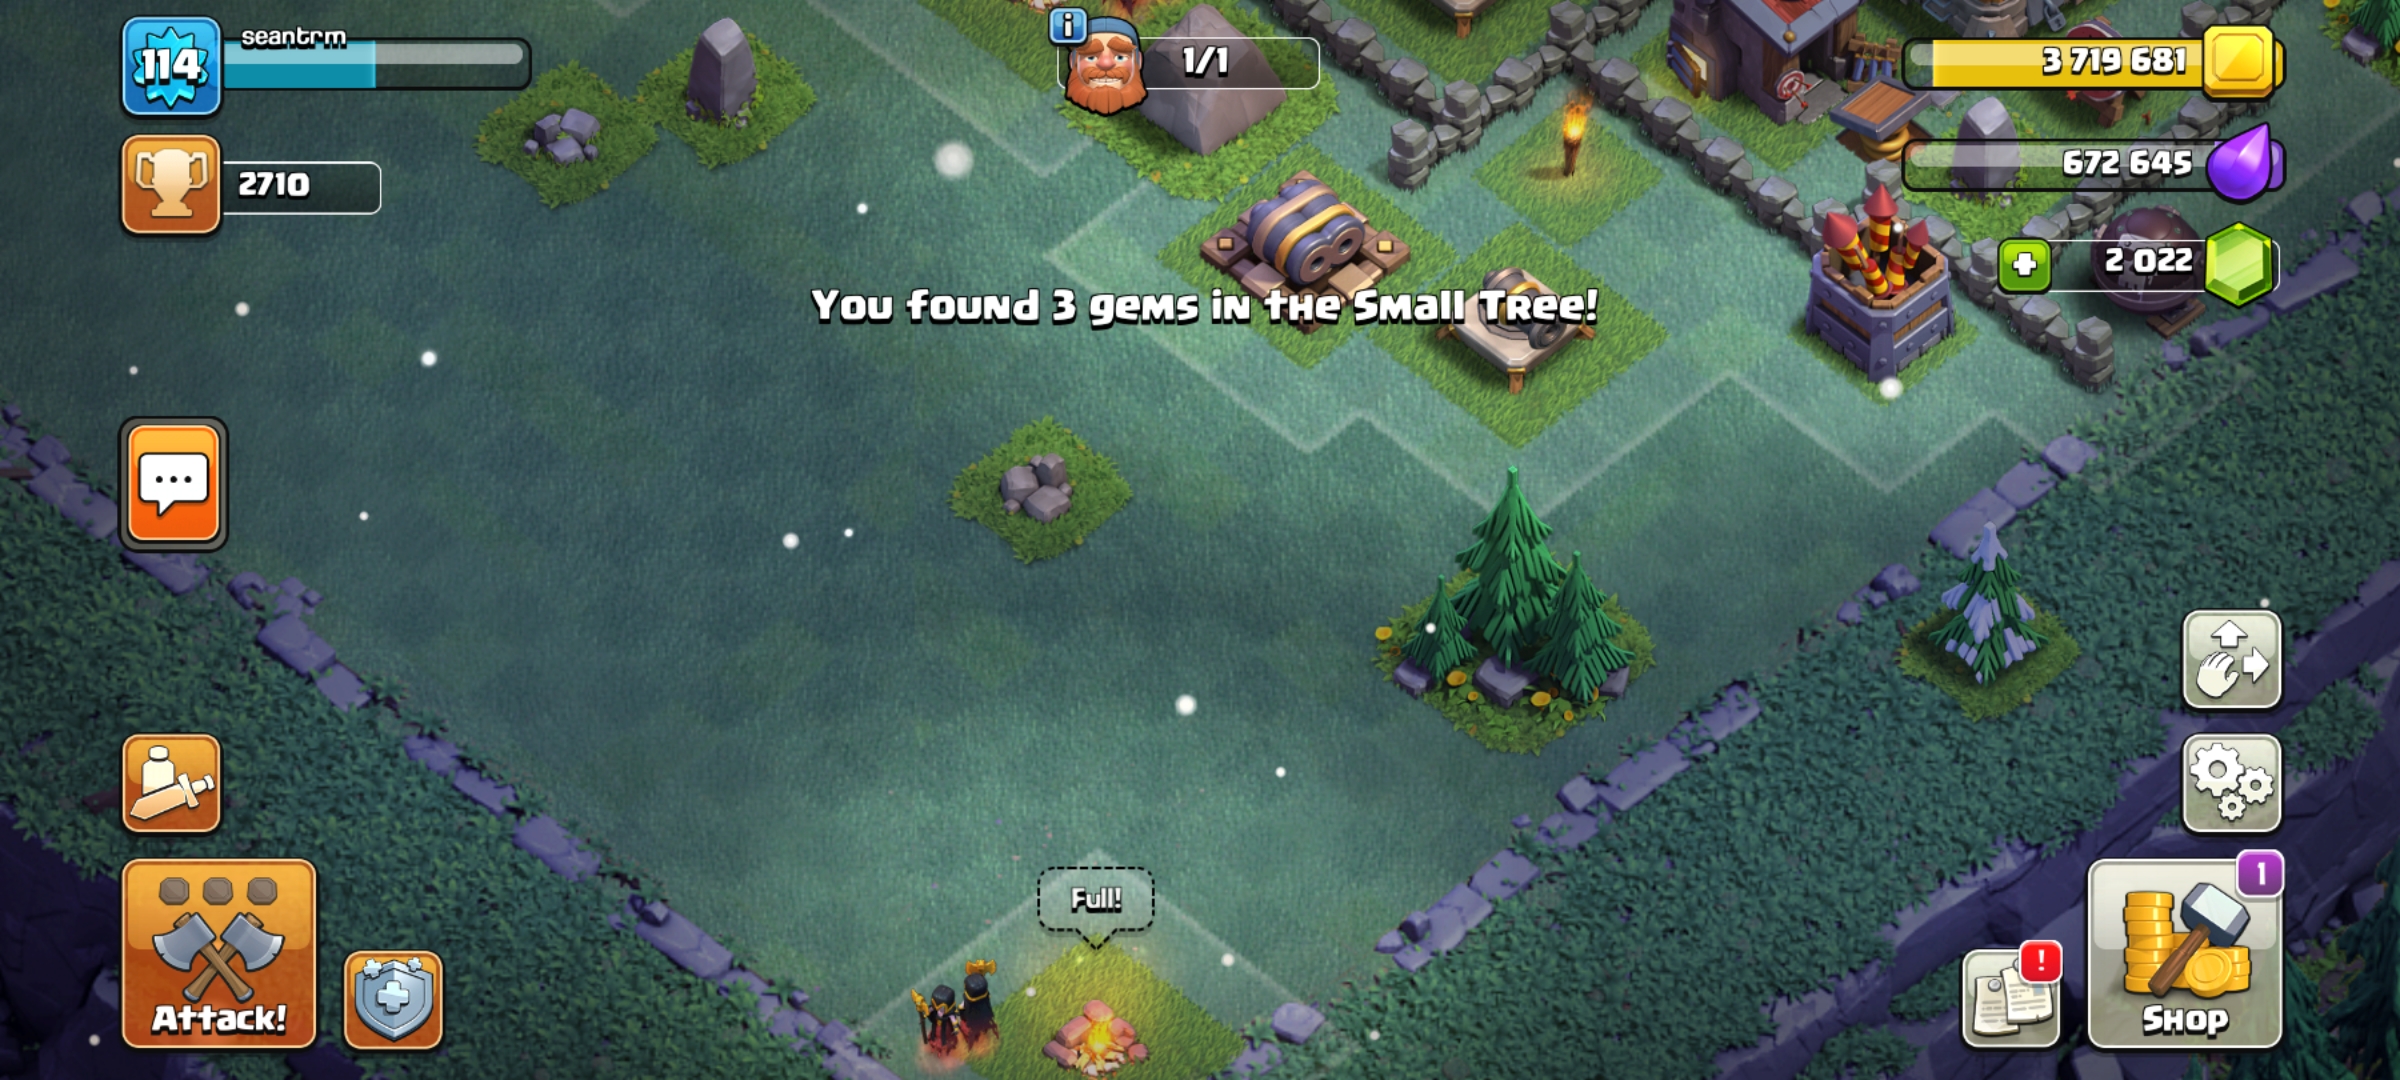 114
seantrm
1/1
3 719 681
2710
672 645
2 022
You found 3 gems in the Small Tree!
Full!
Attack!
1
!
Shop